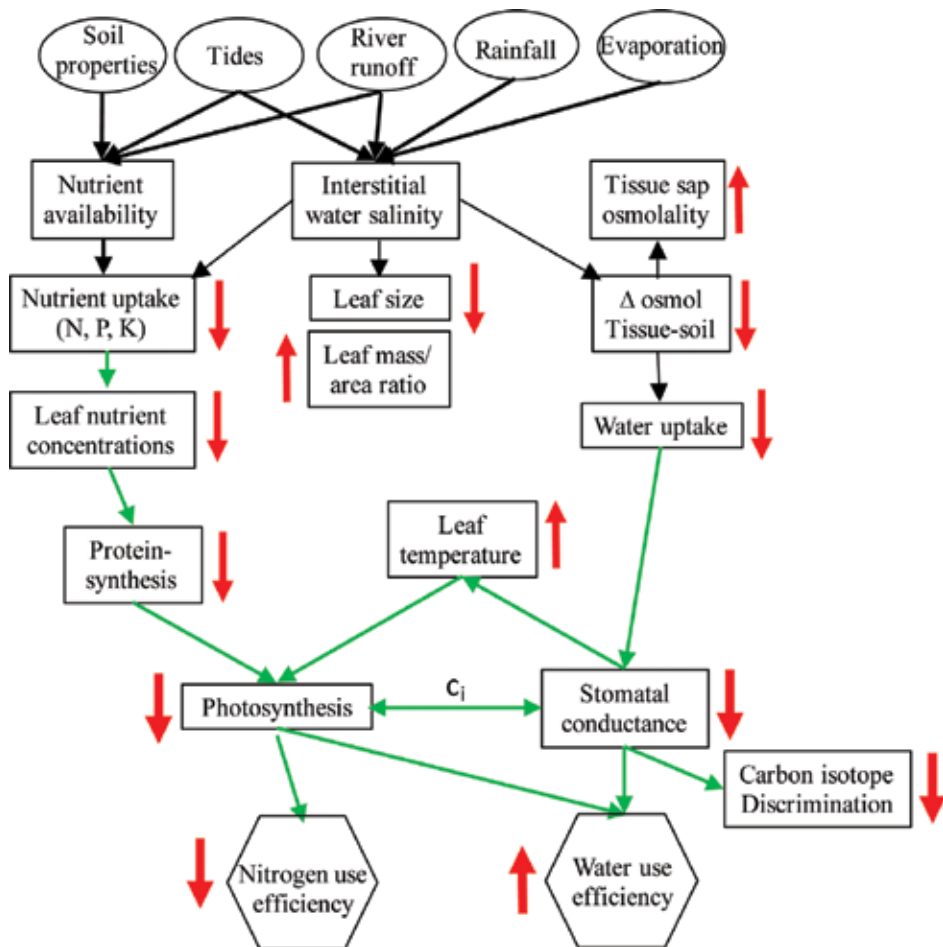 Soil
properties
Tides
River
runoff
Rainfall
Evaporation
Nutrient
availability
Interstitial
water salinity
Tissue sap
osmolality
Nutrient uptake
(N, P, K)
Leaf size
Δ osmol
Tissue-soil
Leaf mass/
area ratio
Leaf nutrient
concentrations
Water uptake
Leaf
temperature
Protein-
synthesis
Photosynthesis
Ci
Stomatal
conductance
Carbon isotope
Discrimination
Nitrogen use
efficiency
Water use
efficiency